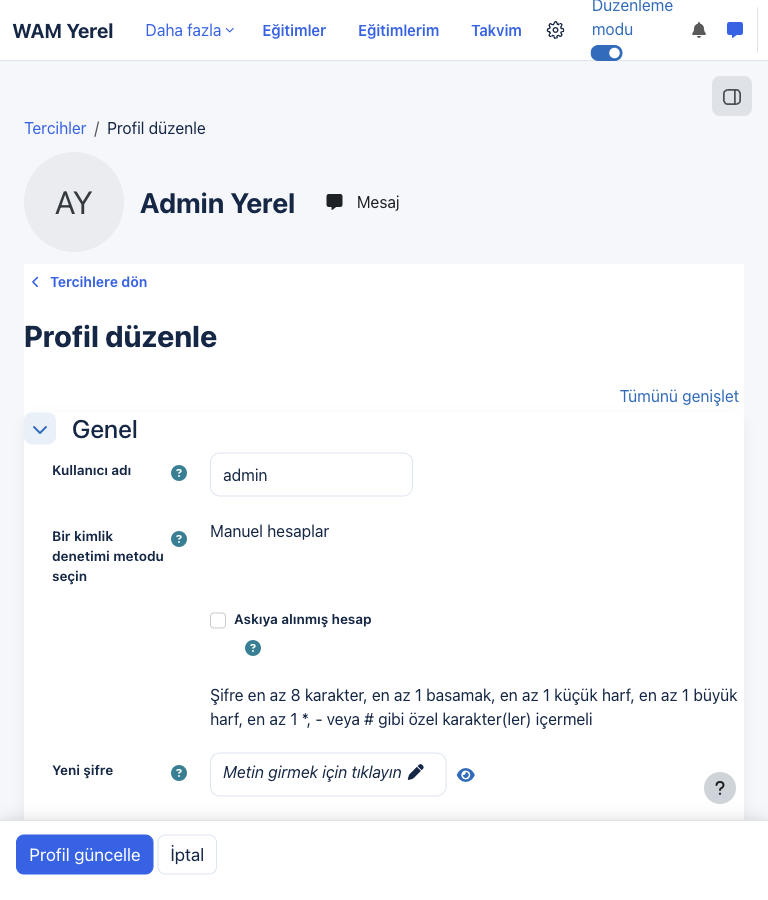 WAM Yerel
Daha fazla
Eğitimler
Eğitimlerim
Takvim
Düzenleme
modu
Tercihler / Profil düzenle
AY
Admin Yerel
Mesaj
Tercihlere dön
Profil düzenle
Tümünü genişlet
Genel
Kullanıcı adı ?
admin
Bir kimlik
denetimi metodu
seçin
?
Manuel hesaplar
Askıya alınmış hesap
?
Şifre en az 8 karakter, en az 1 basamak, en az 1 küçük harf, en az 1 büyük
harf, en az 1 *, - veya # gibi özel karakter(ler) içermeli
Yeni şifre ?
Metin girmek için tıklayın
?
Profil güncelle
İptal